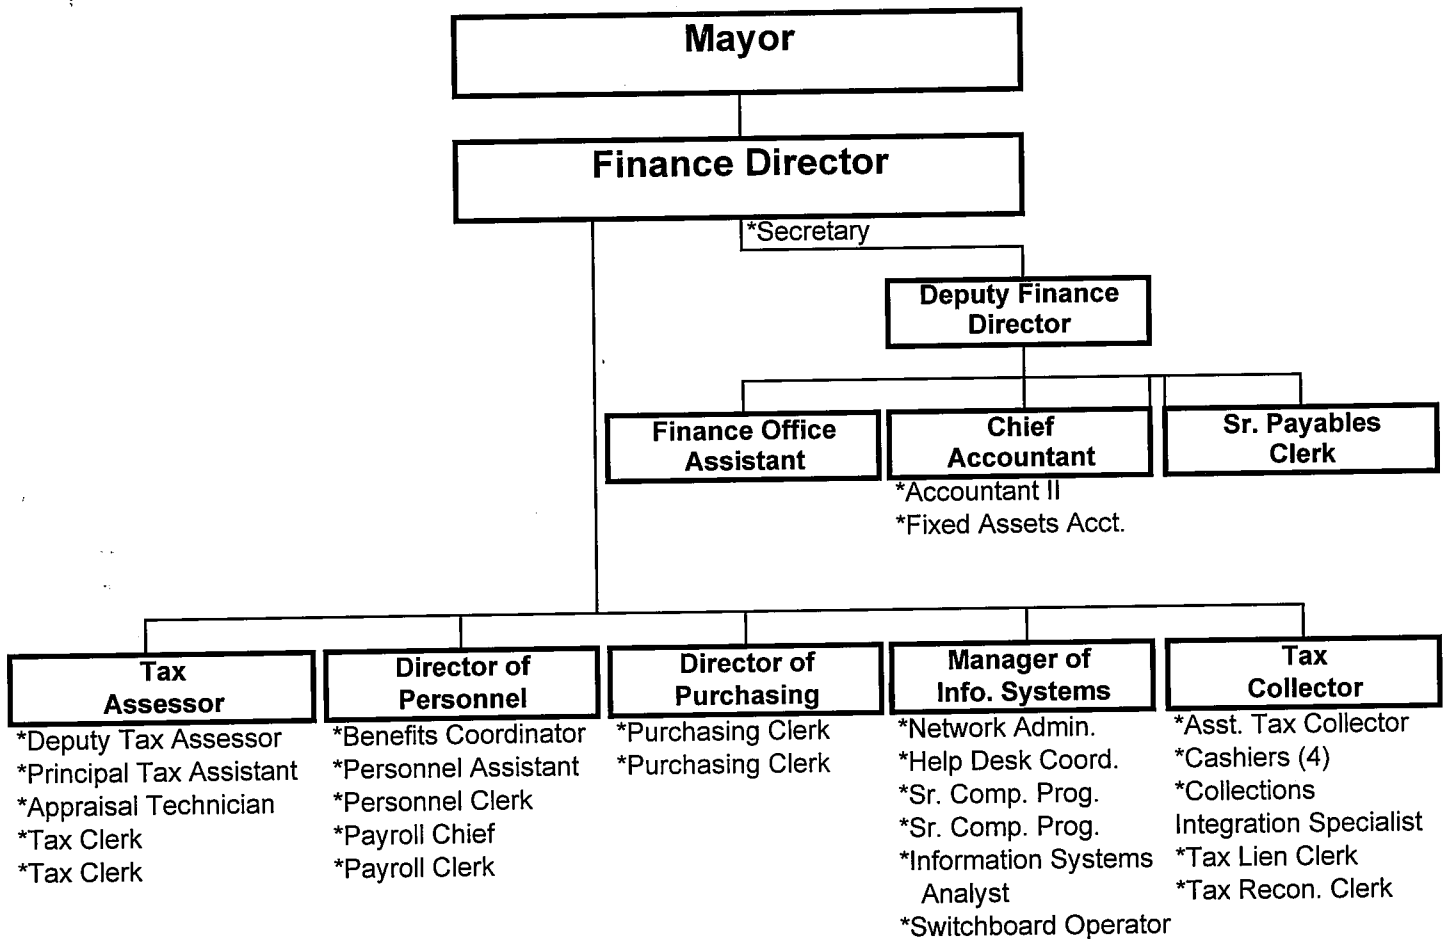 Mayor
Finance Director
*Secretary
Deputy Finance
Director
Finance Office
Assistant
Chief
Accountant
*Accountant II
*Fixed Assets Acct.
Sr. Payables
Clerk
Tax
Assessor
*Deputy Tax Assessor
*Principal Tax Assistant
*Appraisal Technician
*Tax Clerk
*Tax Clerk
Director of
Personnel
*Benefits Coordinator
*Personnel Assistant
*Personnel Clerk
*Payroll Chief
*Payroll Clerk
Director of
Purchasing
*Purchasing Clerk
*Purchasing Clerk
Manager of
Info. Systems
*Network Admin.
*Help Desk Coord.
*Sr. Comp. Prog.
*Sr. Comp. Prog.
*Information Systems
Analyst
*Switchboard Operator
Tax
Collector
*Asst. Tax Collector
*Cashiers (4)
*Collections
Integration Specialist
*Tax Lien Clerk
*Tax Recon. Clerk